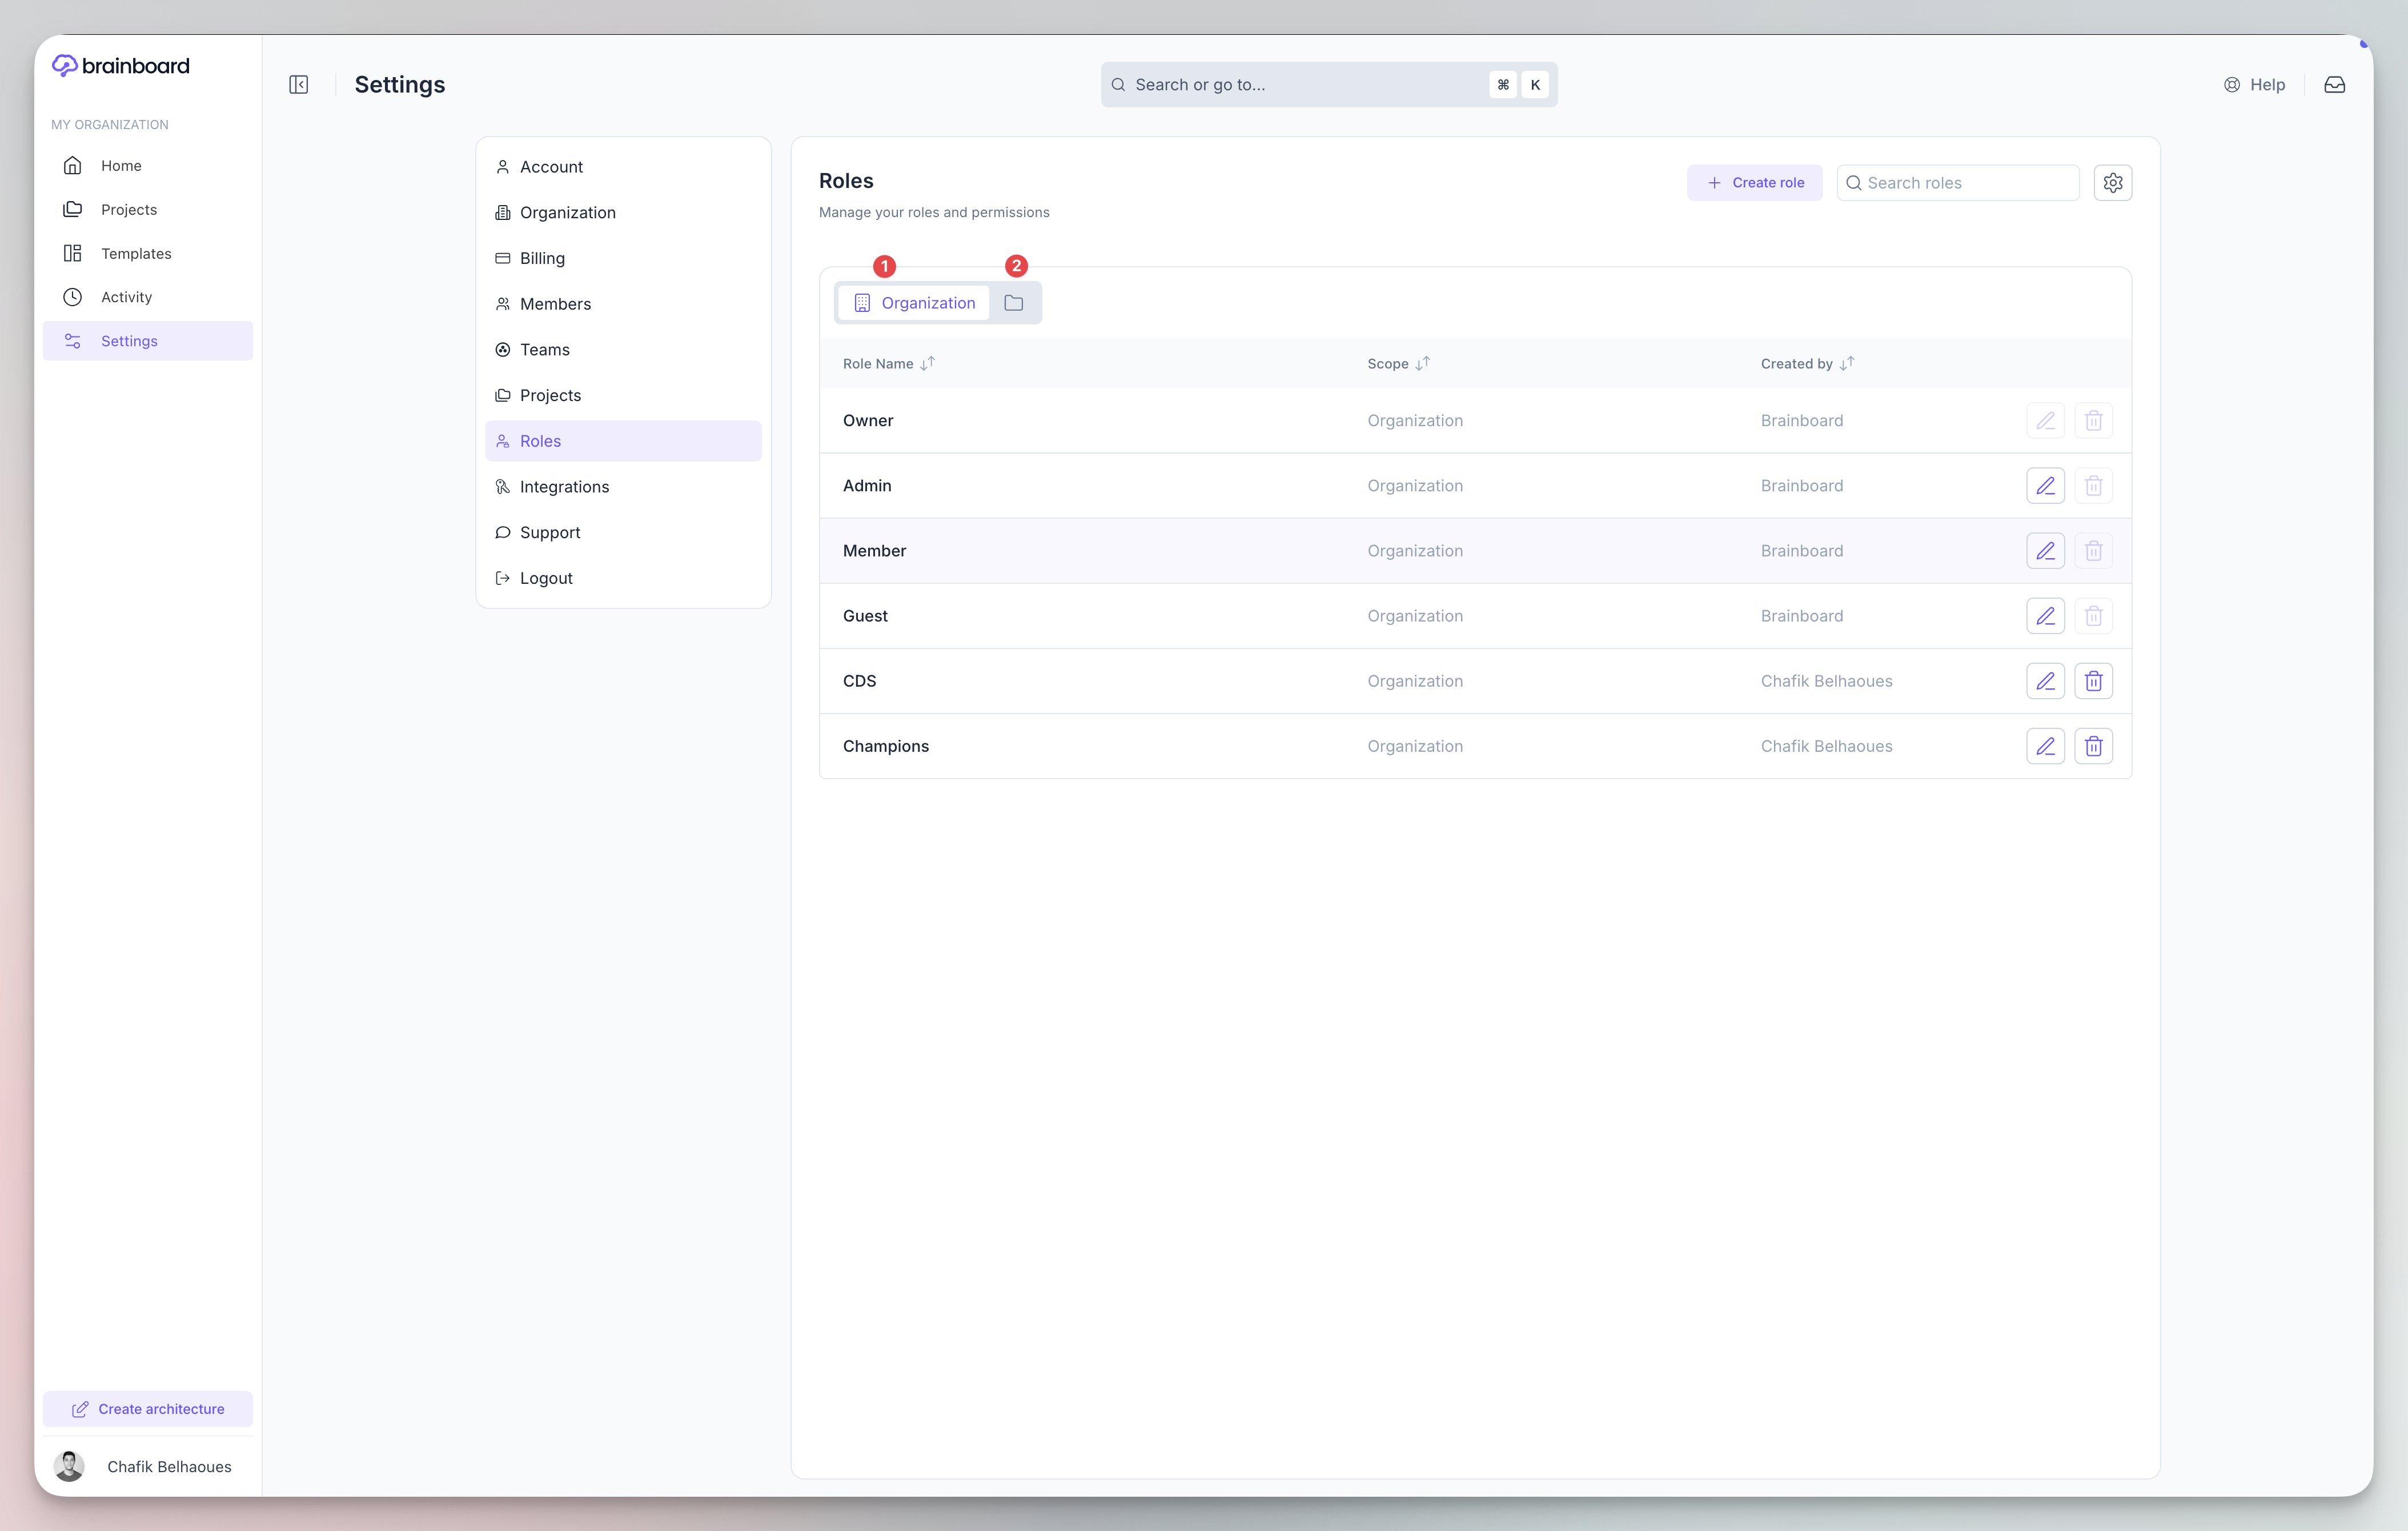 brainboard
MY ORGANIZATION
Home
Projects
Templates
Activity
Settings
Create architecture
Chafik Belhaoues
Settings
Search or go to...
⌘ K
Help
Account
Organization
Billing
Members
Teams
Projects
Roles
Integrations
Support
Logout
Roles
Manage your roles and permissions
Create role
Search roles
1 2
Organization
Role Name Scope Created by
Owner Organization Brainboard
Admin Organization Brainboard
Member Organization Brainboard
Guest Organization Brainboard
CDS Organization Chafik Belhaoues
Champions Organization Chafik Belhaoues